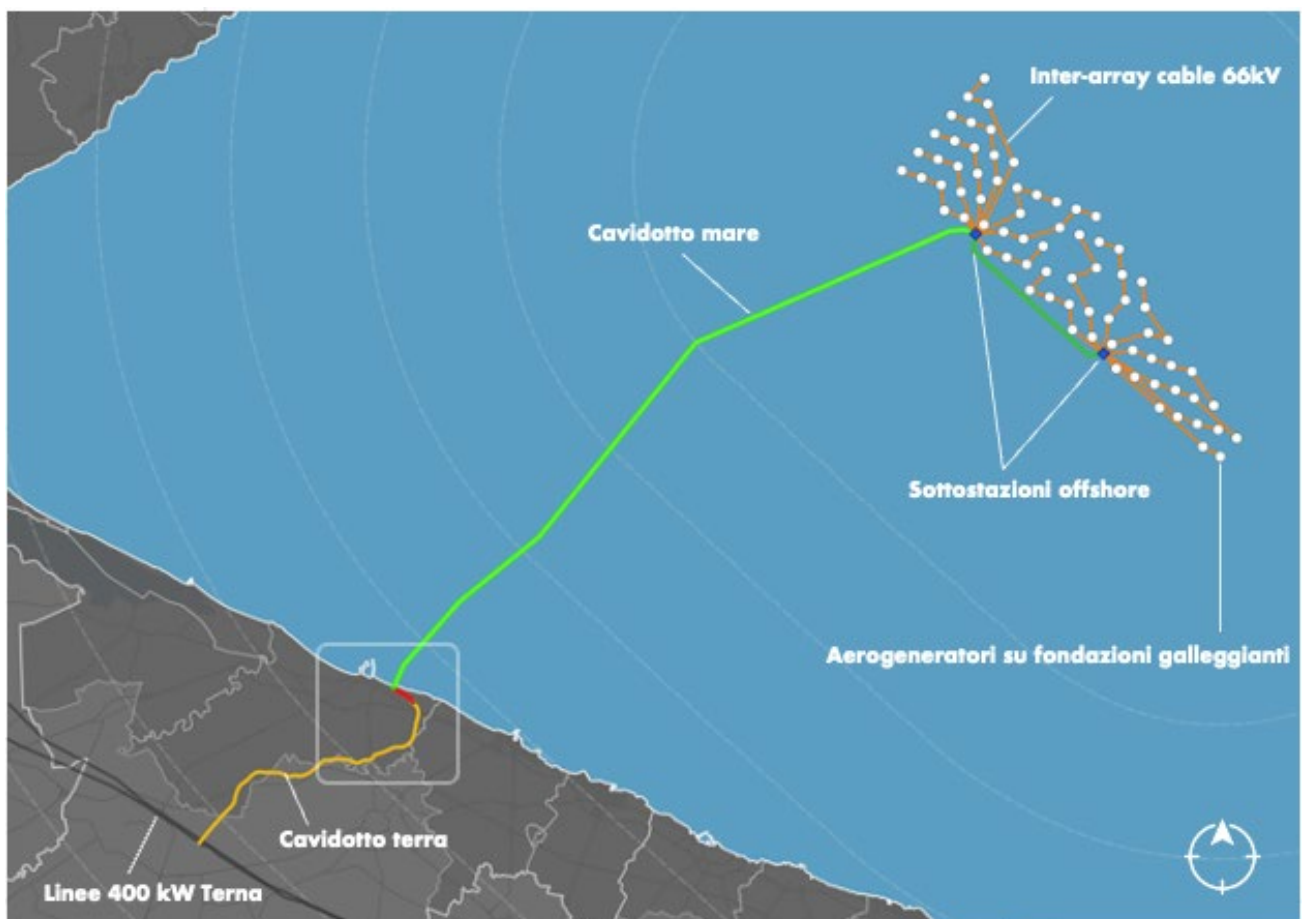 Inter-array cable 66kV
Cavidotto mare
Sottostazioni offshore
Aerogeneratori su fondazioni galleggianti
Cavidotto terra
Linee 400 kW Terna